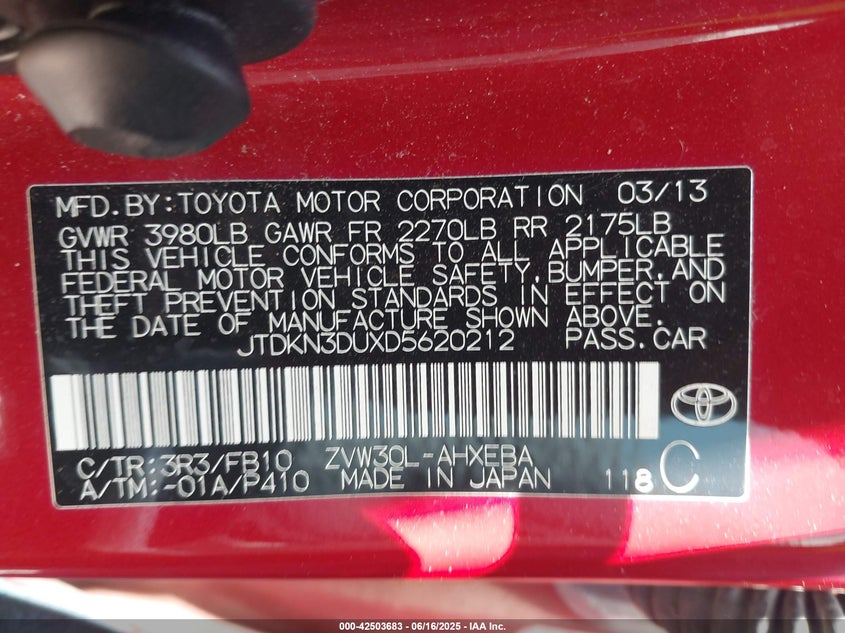 MFD.BY:TOYOTA MOTOR CORPORATION 03/13
GVWR 3980LB GAWR FR 2270LB RR 2175LB
THIS VEHICLE CONFORMS TO ALL APPLICABLE
FEDERAL MOTOR VEHICLE SAFETY,BUMPER,AND
THEFT PREVENTION STANDARDS IN EFFECT ON
THE DATE OF MANUFACTURE SHOWN ABOVE.
JTDKN3DUXD5620212 PASS.CAR
C/TR:3R3/FB10 ZVW30L-AHXEBA
A/TM:-01A/P410 MADE IN JAPAN 118 C
000-42503683 / 06/16/2025 - IAA Inc.